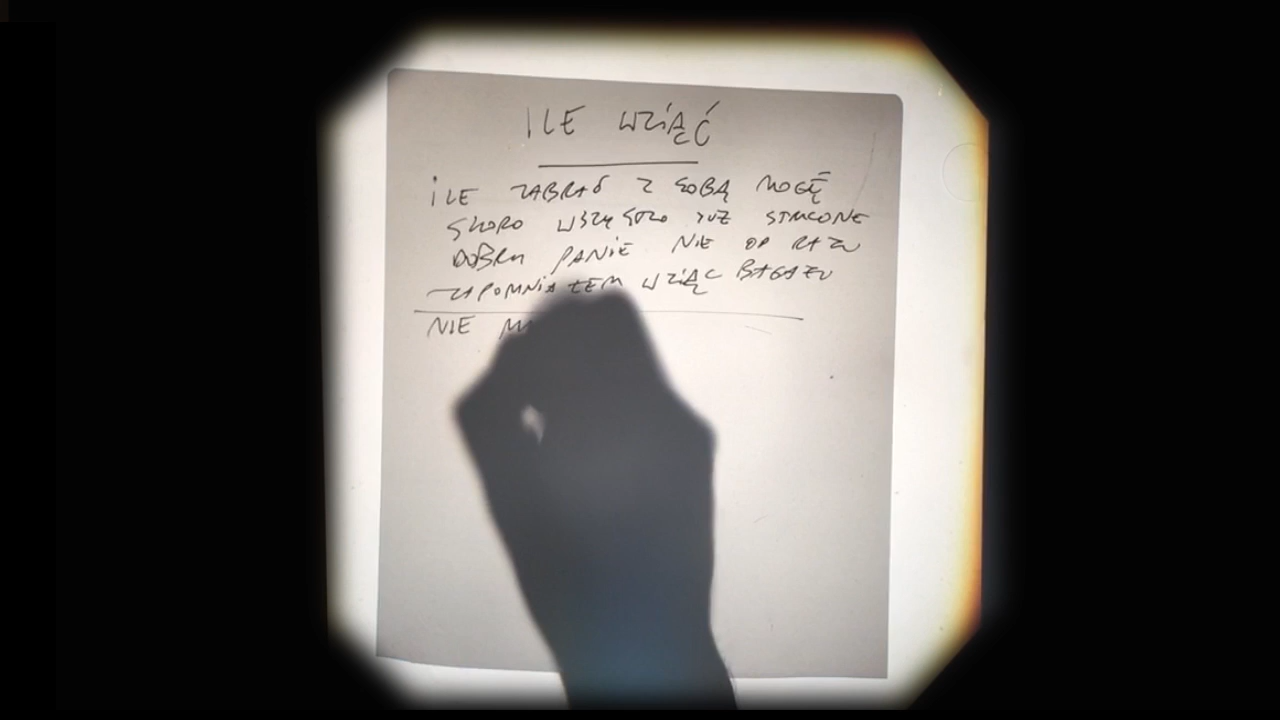 ILE WZIĄĆ
ILE ZABRAĆ Z SOBĄ MOGĘ
SKORO WSZYSTKO JUŻ STRACONE
DOBRY PANIE NIE OD RAZU
ZAPOMNIAŁEM WZIĄĆ BAGAŻU
NIE